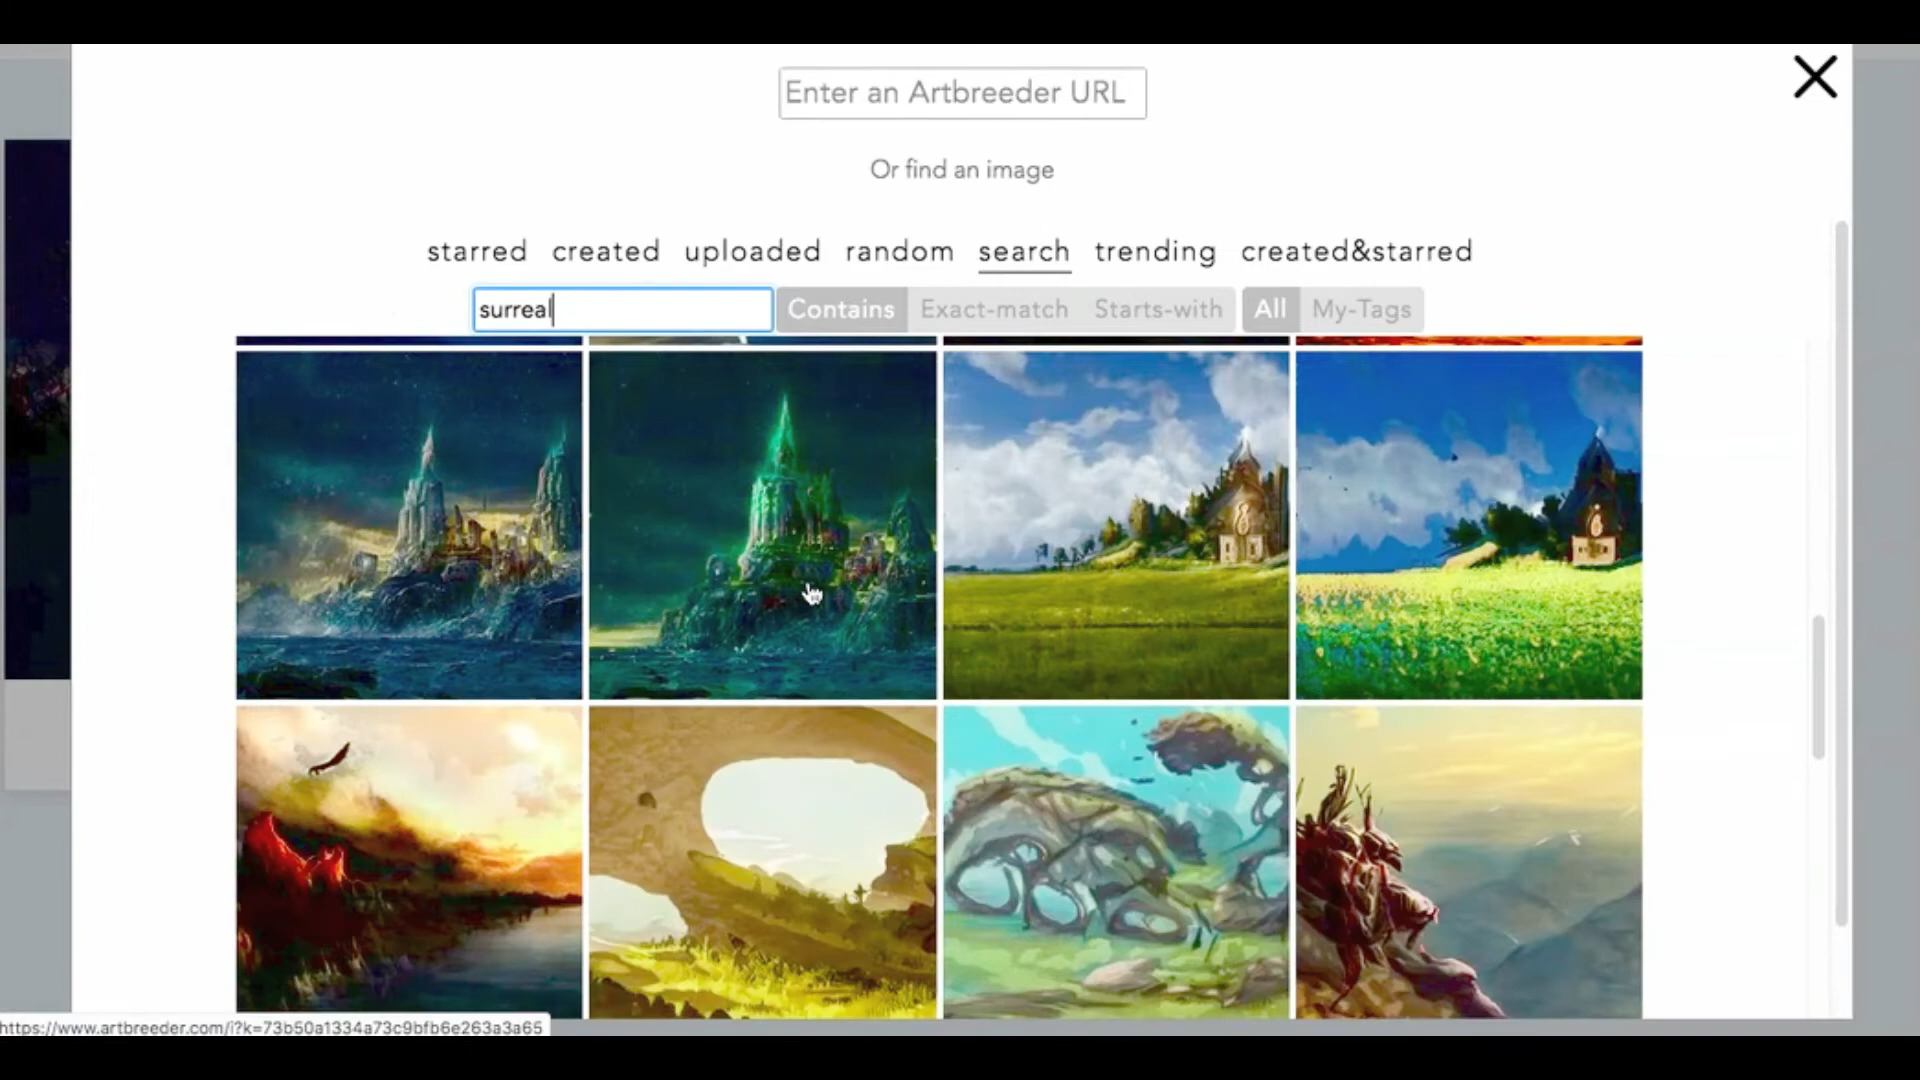 Enter an Artbreeder URL
Or find an image
starred created uploaded random search trending created&starred
surreal Contains Exact-match Starts-with All My-Tags
https://www.artbreeder.com/i?k=73b50a1334a73c9bfb6e263a3a65